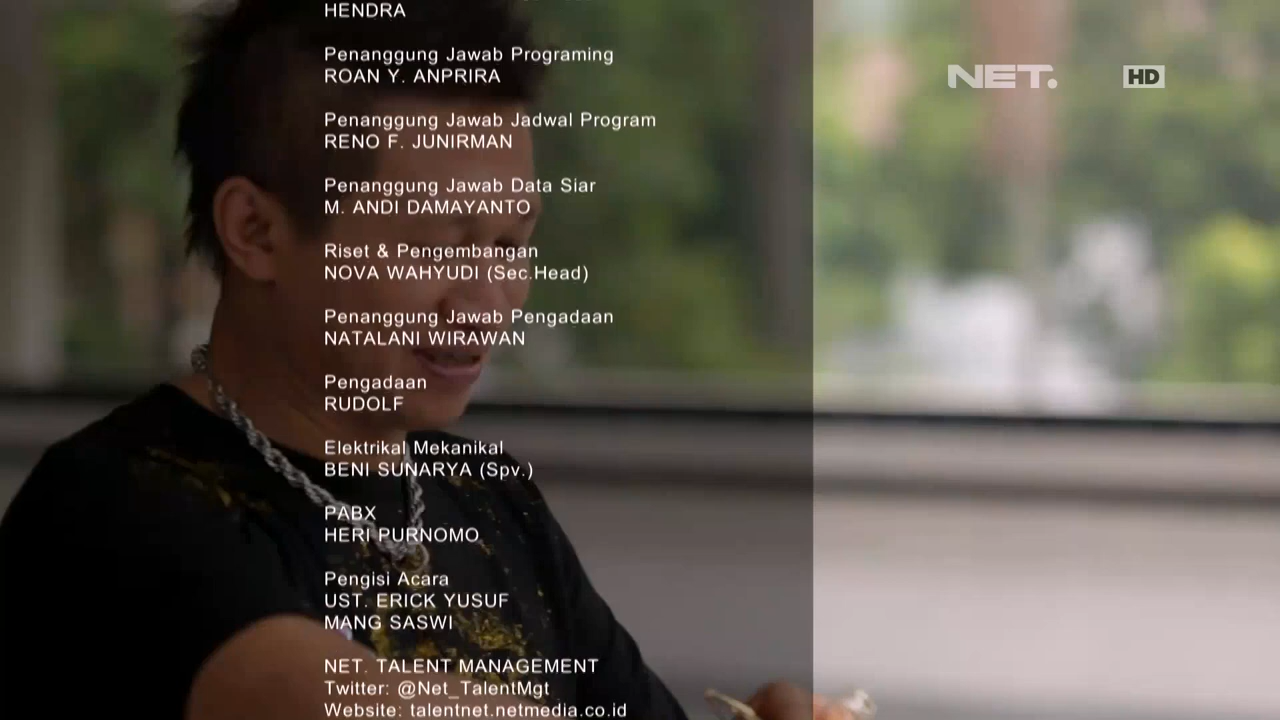 HENDRA
Penanggung Jawab Programing
ROAN Y. ANPRIRA
NET.
HD
Penanggung Jawab Jadwal Program
RENO F. JUNIRMAN
Penanggung Jawab Data Siar
M. ANDI DAMAYANTO
Riset & Pengembangan
NOVA WAHYUDI (Sec.Head)
Penanggung Jawab Pengadaan
NATALANI WIRAWAN
Pengadaan
RUDOLF
Elektrikal Mekanikal
BENI SUNARYA (Spv.)
PABX
HERI PURNOMO
Pengisi Acara
UST. ERICK YUSUF
MANG SASWI
NET. TALENT MANAGEMENT
Twitter: @Net_TalentMgt
Website: talentnet.netmedia.co.id